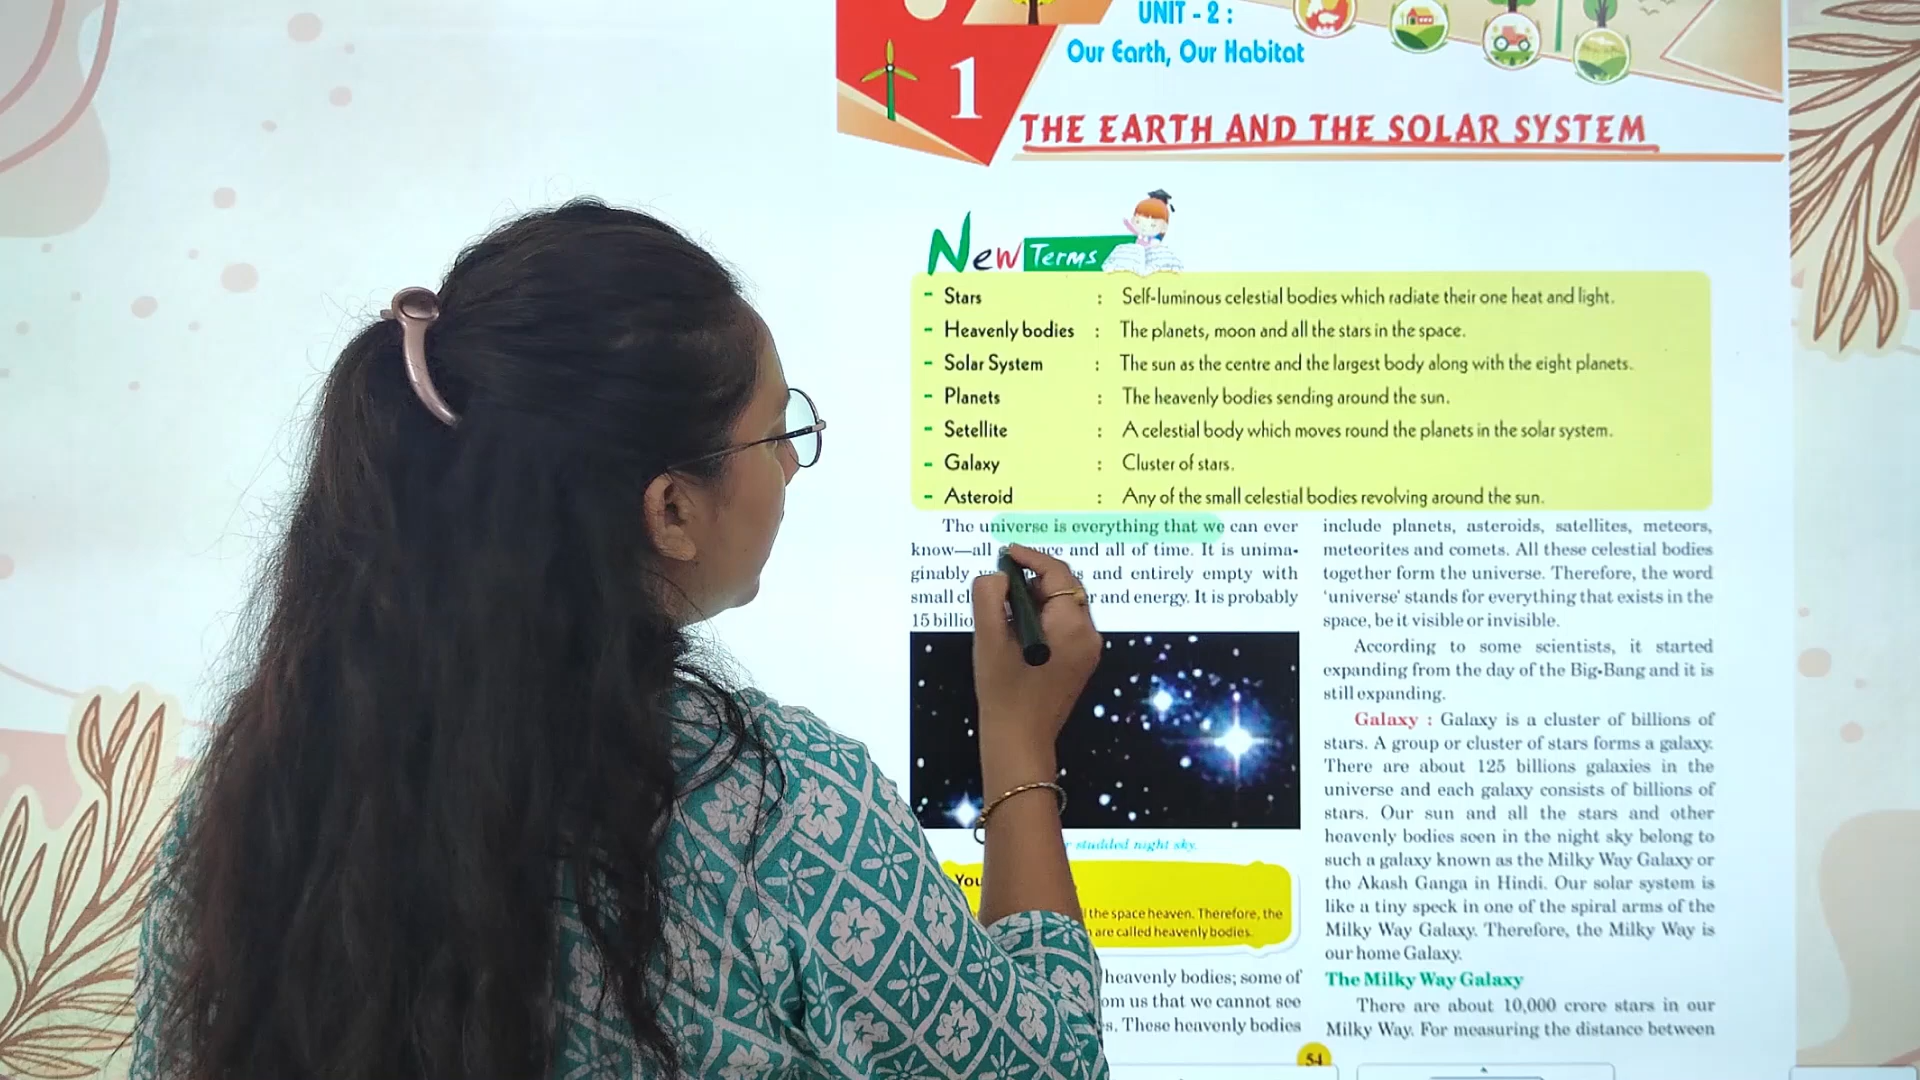 UNIT - 2 :
Our Earth, Our Habitat
1
THE EARTH AND THE SOLAR SYSTEM
New Terms
- Stars : Self-luminous celestial bodies which radiate their one heat and light.
- Heavenly bodies : The planets, moon and all the stars in the space.
- Solar System : The sun as the centre and the largest body along with the eight planets.
- Planets : The heavenly bodies sending around the sun.
- Setellite : A celestial body which moves round the planets in the solar system.
- Galaxy : Cluster of stars.
- Asteroid : Any of the small celestial bodies revolving around the sun.
The universe is everything that we can ever
know—all and all of time. It is unima-
ginably and entirely empty with
small and energy. It is probably
15
studded night sky.
the space heaven. Therefore, the
are called heavenly bodies.
heavenly bodies; some of
us that we cannot see
These heavenly bodies
include planets, asteroids, satellites, meteors,
meteorites and comets. All these celestial bodies
together form the universe. Therefore, the word
'universe' stands for everything that exists in the
space, be it visible or invisible.
According to some scientists, it started
expanding from the day of the Big-Bang and it is
still expanding.
Galaxy : Galaxy is a cluster of billions of
stars. A group or cluster of stars forms a galaxy.
There are about 125 billions galaxies in the
universe and each galaxy consists of billions of
stars. Our sun and all the stars and other
heavenly bodies seen in the night sky belong to
such a galaxy known as the Milky Way Galaxy or
the Akash Ganga in Hindi. Our solar system is
like a tiny speck in one of the spiral arms of the
Milky Way Galaxy. Therefore, the Milky Way is
our home Galaxy.
The Milky Way Galaxy
There are about 10,000 crore stars in our
Milky Way. For measuring the distance between
54